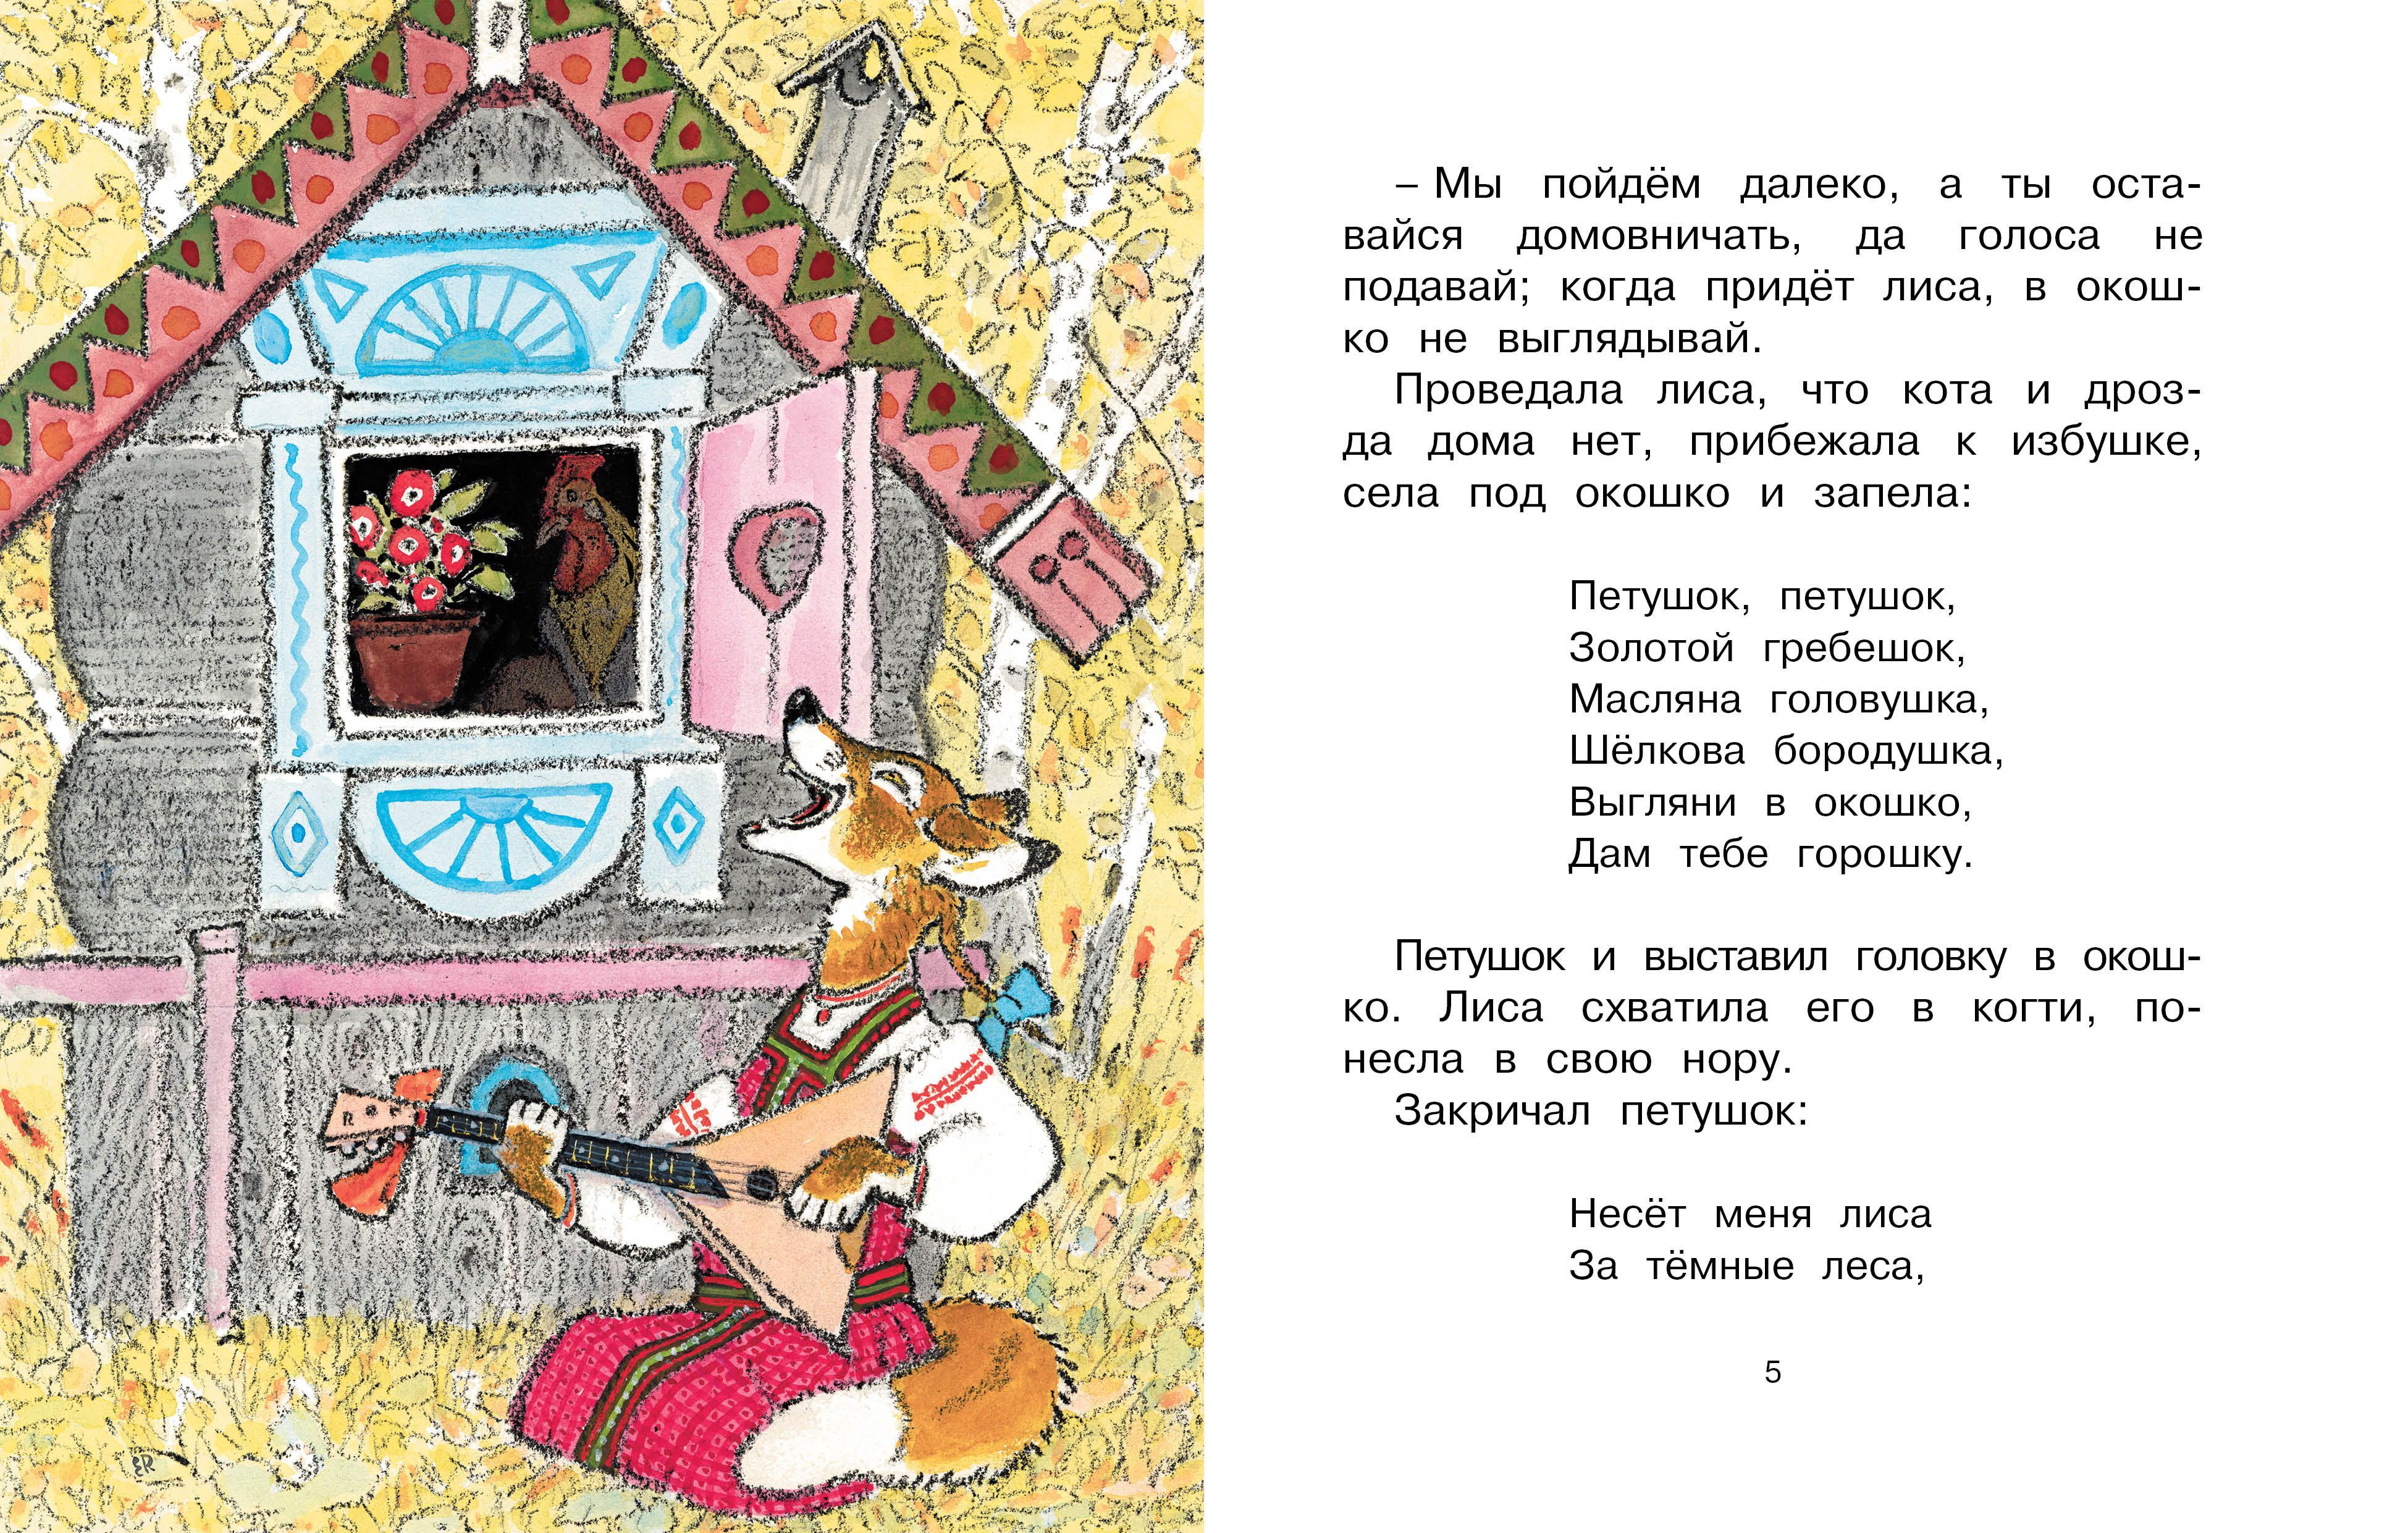 – Мы пойдём далеко, а ты оста-
вайся домовничать, да голоса не
подавай; когда придёт лиса, в окош-
ко не выглядывай.
Проведала лиса, что кота и дроз-
да дома нет, прибежала к избушке,
села под окошко и запела:
Петушок, петушок,
Золотой гребешок,
Масляна головушка,
Шёлкова бородушка,
Выгляни в окошко,
Дам тебе горошку.
Петушок и выставил головку в окош-
ко. Лиса схватила его в когти, по-
несла в свою нору.
Закричал петушок:
Несёт меня лиса
За тёмные леса,
5